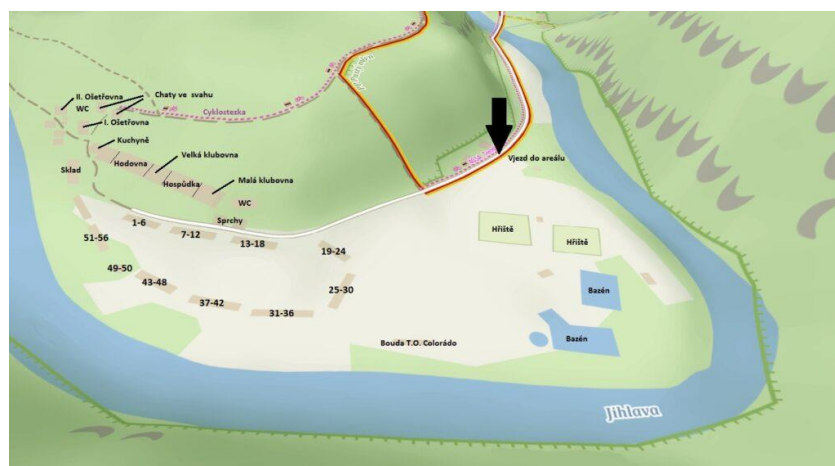 II. Ošetřovna
Chaty ve svahu
WC
Cyklostezka
I. Ošetřovna
Kuchyně
Velká klubovna
Hodovna
Sklad
Hospůdka
Malá klubovna
WC
Sprchy
Vjezd do areálu
1-6
7-12
13-18
19-24
51-56
49-50
43-48
25-30
37-42
31-36
Hřiště
Hřiště
Bazén
Bazén
Bouda T.O. Colorádo
Jihlava